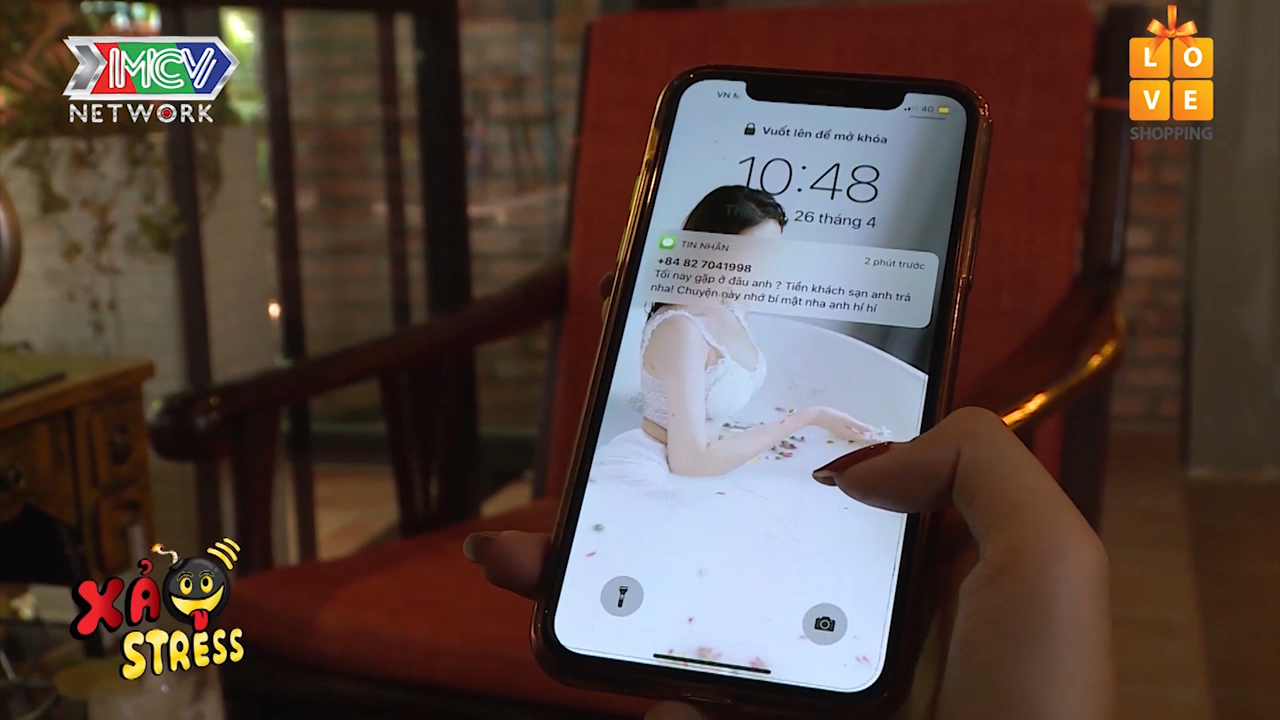 MCV
NETWORK
LO
VE
SHOPPING
VN
4G
Vuốt lên để mở khóa
10:48
, 26 tháng 4
TIN NHẮN
2 phút trước
+84 82 7041998
Tối nay gặp ở đâu anh ? Tiền khách sạn anh trả
nha! Chuyện này nhớ bí mật nha anh hí hí
XẢ
STRESS